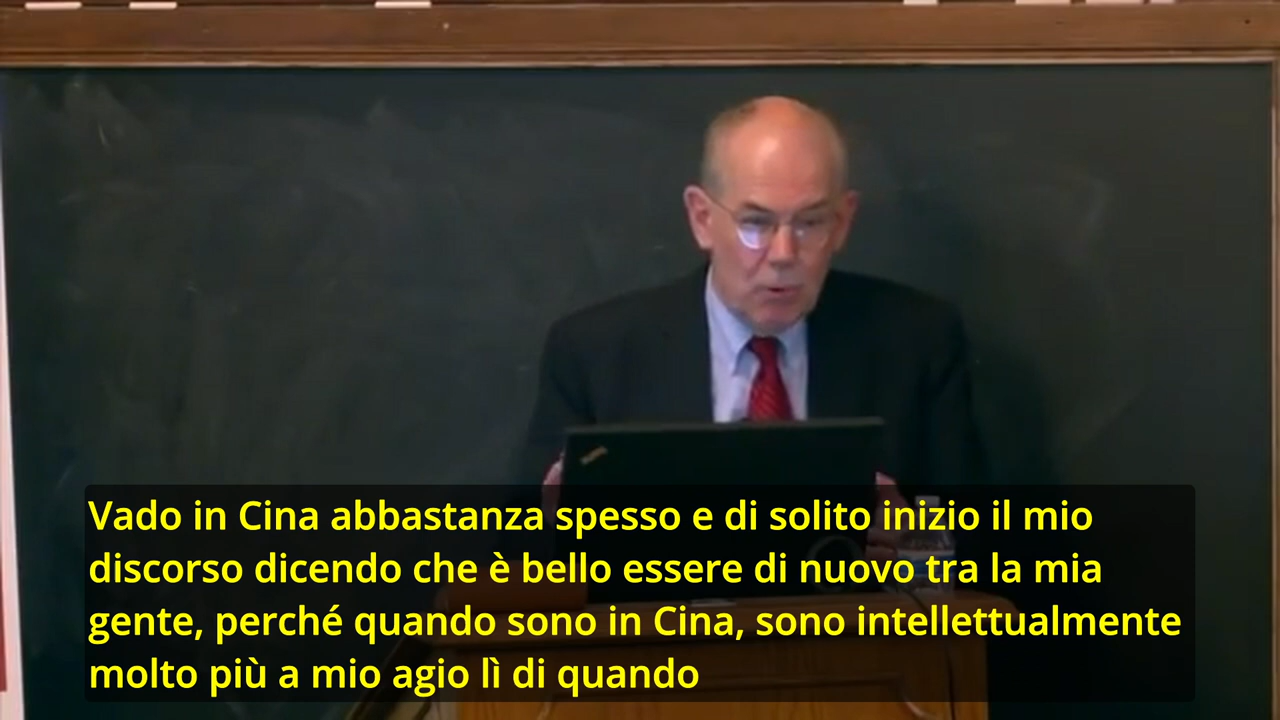 Vado in Cina abbastanza spesso e di solito inizio il mio
discorso dicendo che è bello essere di nuovo tra la mia
gente, perché quando sono in Cina, sono intellettualmente
molto più a mio agio lì di quando